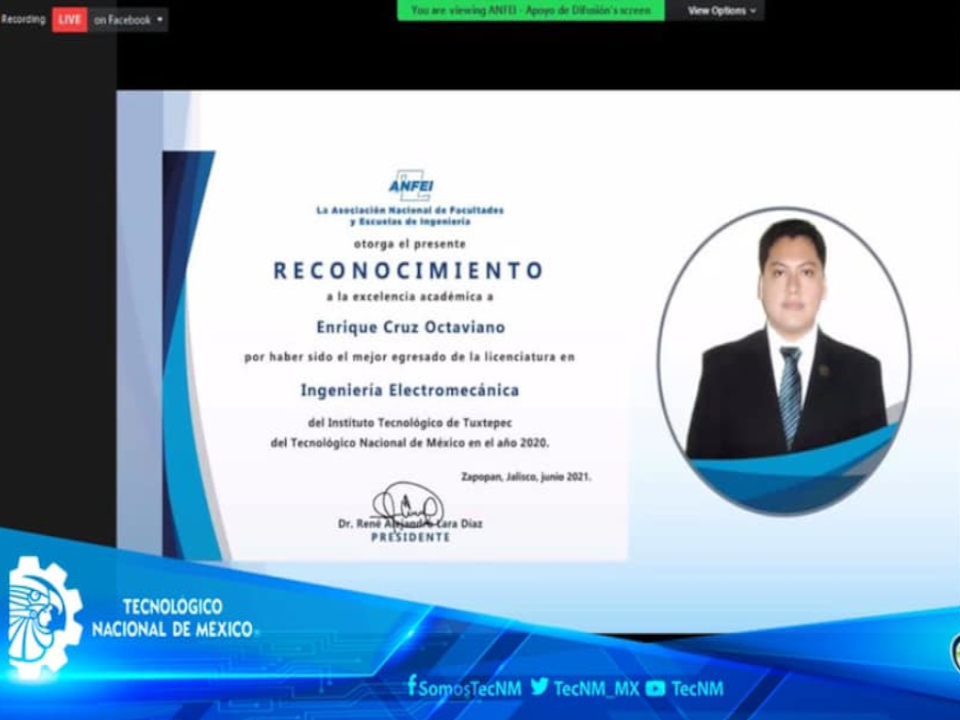 Recording
LIVE
on Facebook
You are viewing ANFEI - Apoyo de Difusión's screen
View Options
ANFEI
La Asociación Nacional de Facultades
y Escuelas de Ingeniería
otorga el presente
RECONOCIMIENTO
a la excelencia académica a
Enrique Cruz Octaviano
por haber sido el mejor egresado de la licenciatura en
Ingeniería Electromecánica
del Instituto Tecnológico de Tuxtepec
del Tecnológico Nacional de México en el año 2020.
Zapopan, Jalisco, junio 2021.
Dr. René Alejandro Lara Díaz
PRESIDENTE
TECNOLÓGICO
NACIONAL DE MÉXICO
SomosTecNM TecNM_MX TecNM